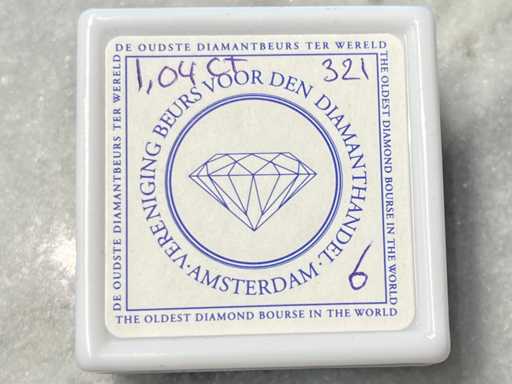 DE OUDSTE DIAMANTBEURS TER WERELD
1,04 ct
321
DE OUDSTE DIAMANTBEURS TER WERELD
THE OLDEST DIAMOND BOURSE IN THE WORLD
VERENIGING BEURS VOOR DEN DIAMANTHANDEL
· AMSTERDAM ·
6
THE OLDEST DIAMOND BOURSE IN THE WORLD